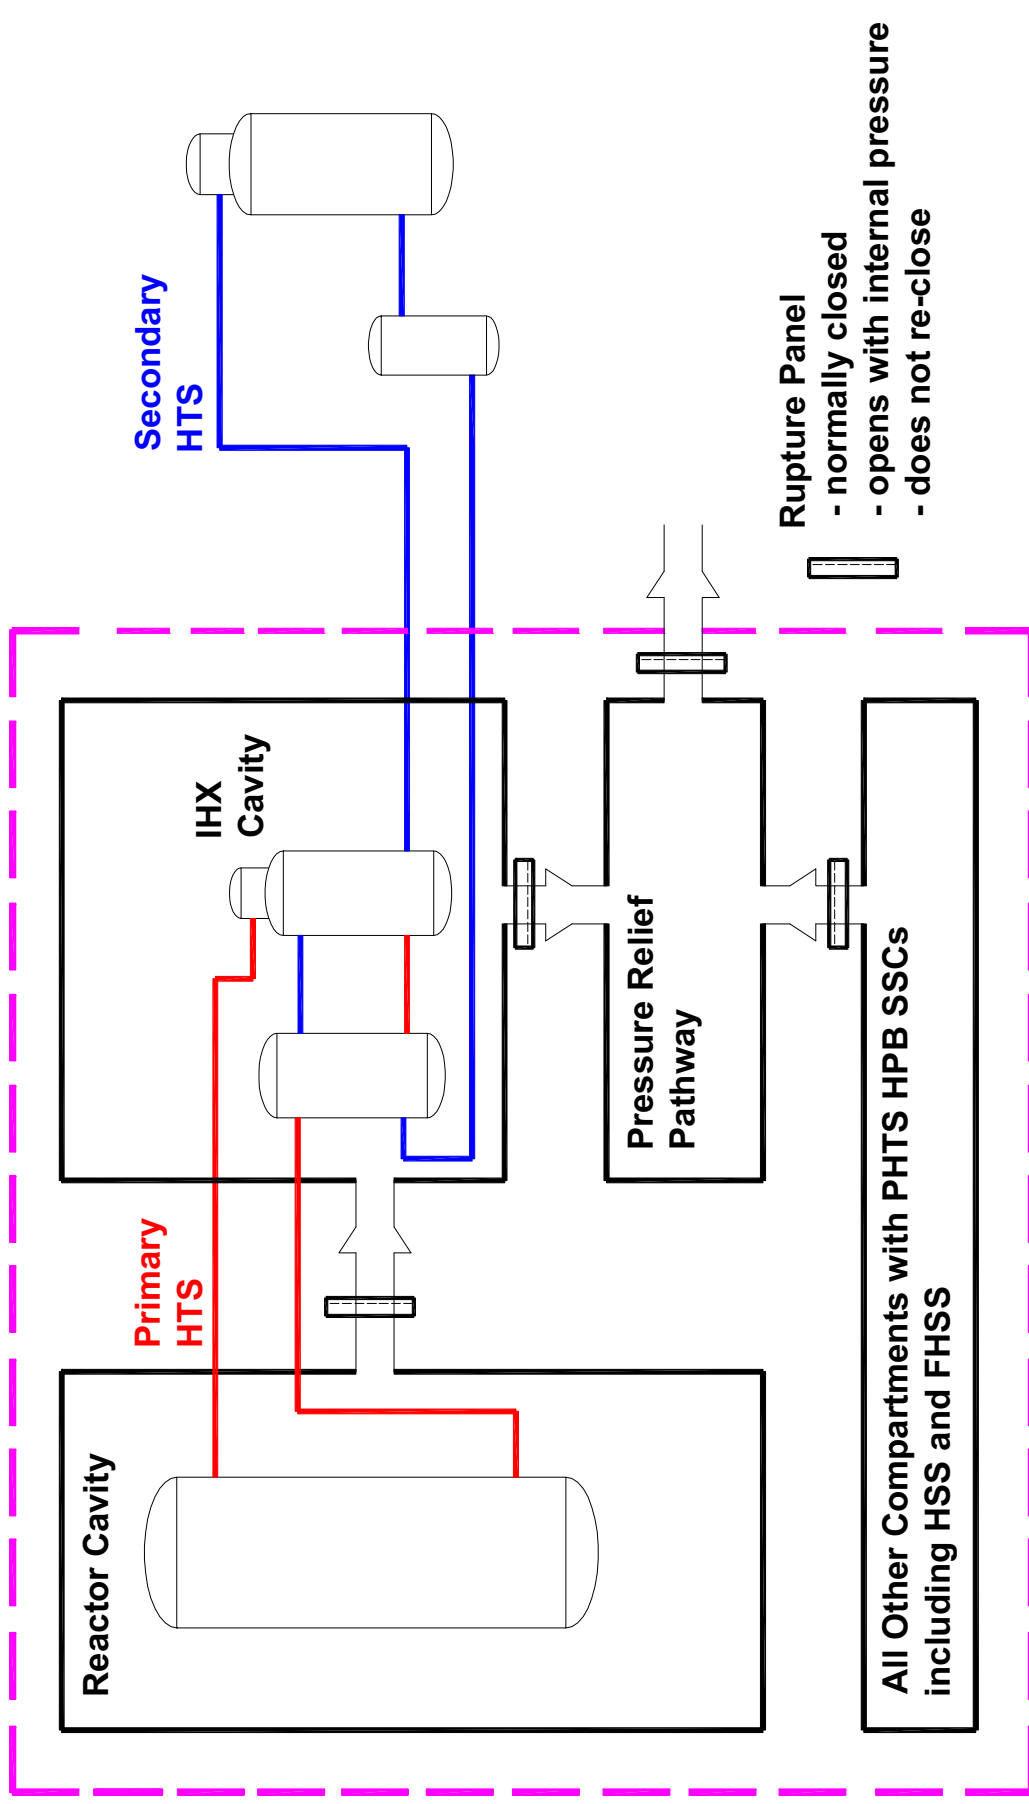 Reactor Cavity
Primary
HTS
IHX
Cavity
Secondary
HTS
Pressure Relief
Pathway
All Other Compartments with PHTS HPB SSCs
including HSS and FHSS
Rupture Panel
- normally closed
- opens with internal pressure
- does not re-close